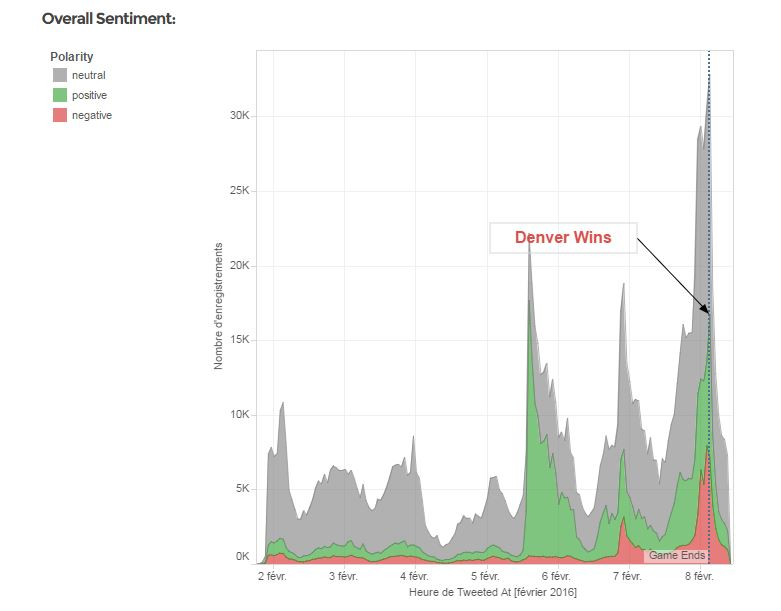 Overall Sentiment:
Polarity
neutral
positive
negative
Nombre d'enregistrements
30K
25K
20K
15K
10K
5K
0K
Denver Wins
Game Ends
2 févr.
3 févr.
4 févr.
5 févr.
6 févr.
7 févr.
8 févr.
Heure de Tweeted At [février 2016]